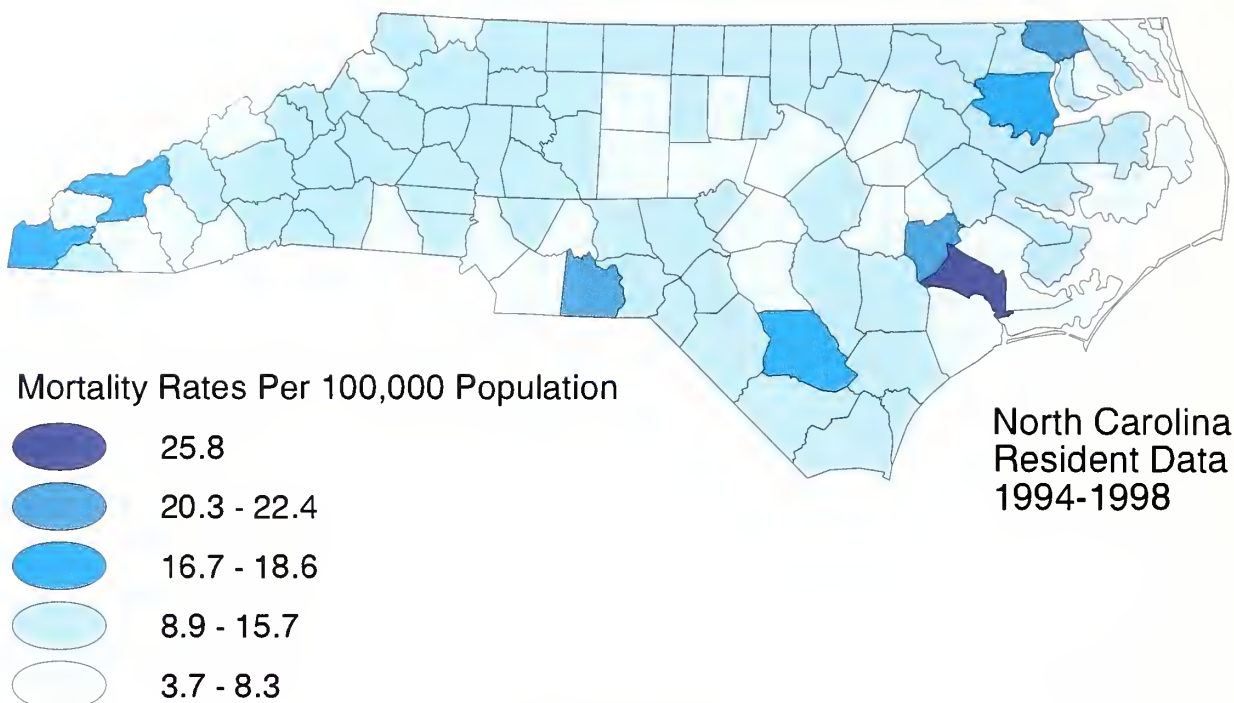 Mortality Rates Per 100,000 Population
25.8
20.3 - 22.4
16.7 - 18.6
8.9 - 15.7
3.7 - 8.3
North Carolina
Resident Data
1994-1998